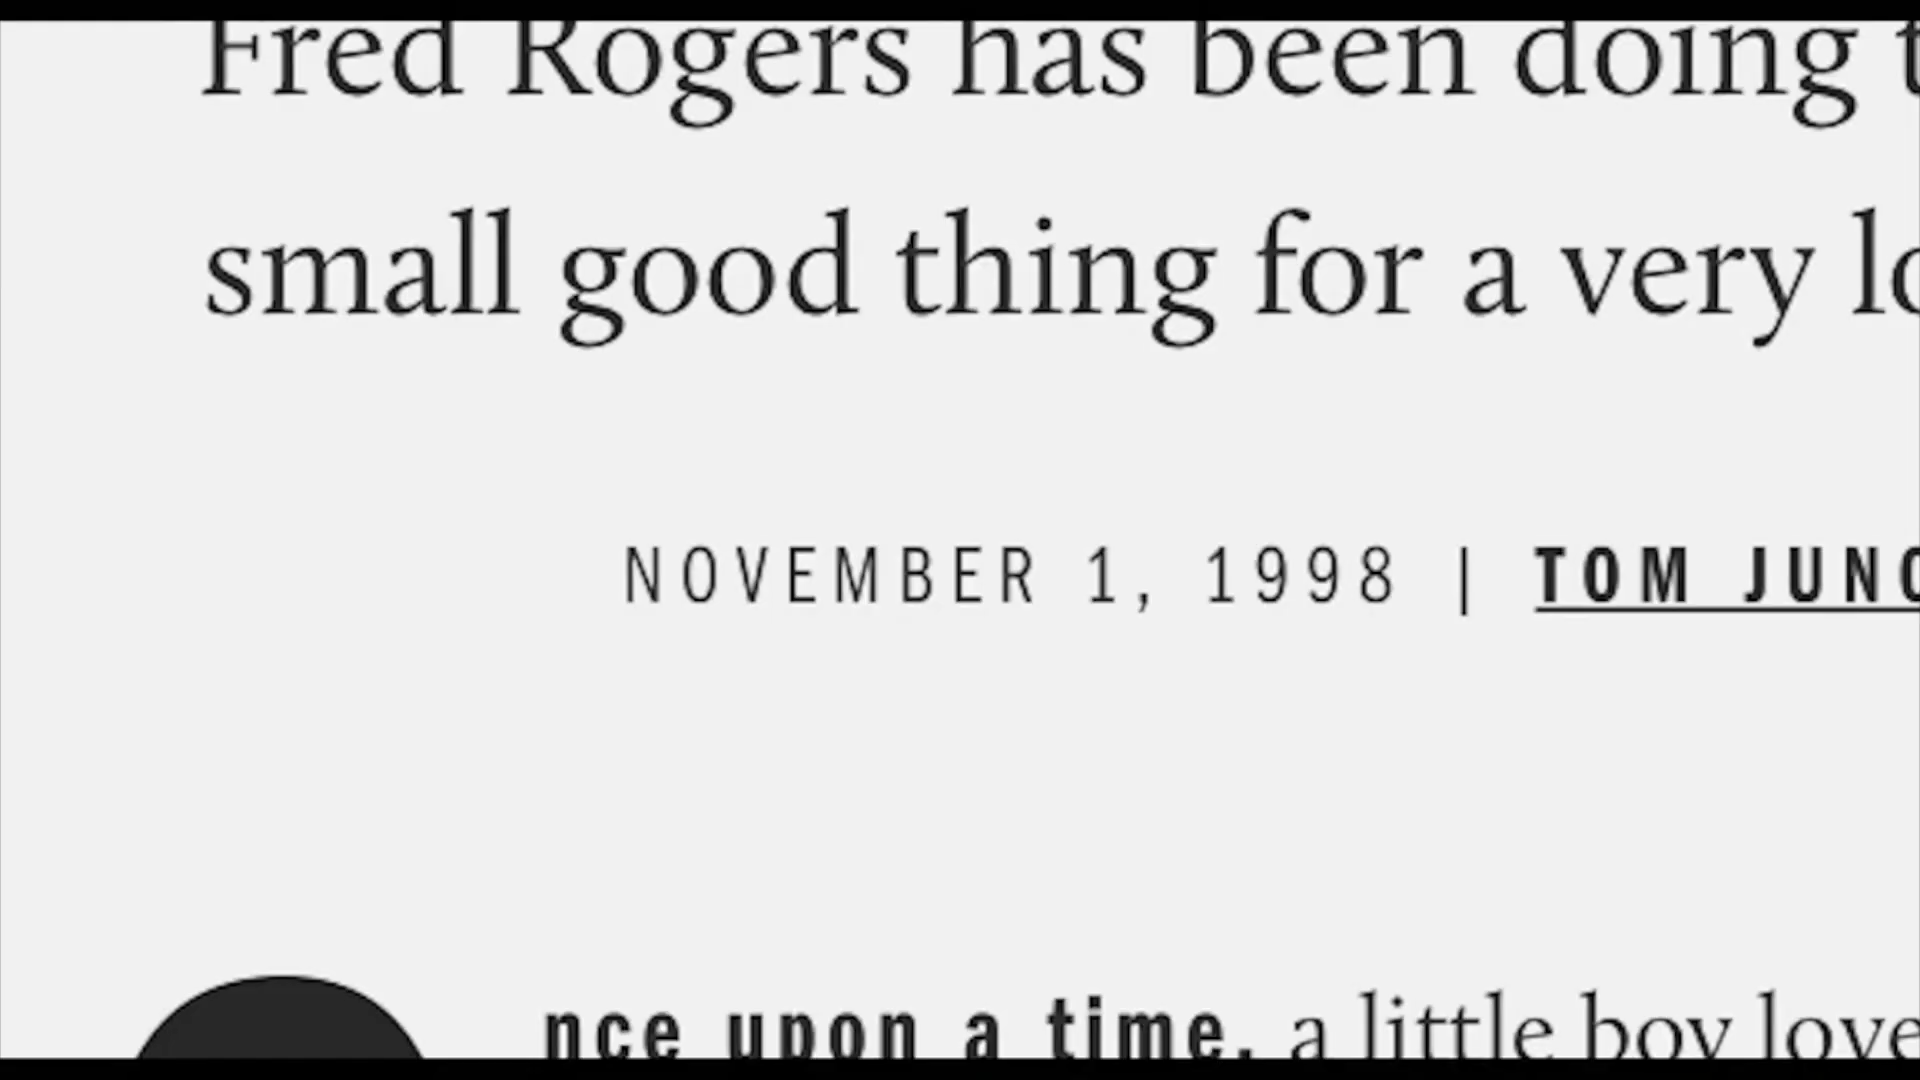 Fred Rogers has been doing
small good thing for a very
NOVEMBER 1, 1998 | TOM
nce upon a time, a little boy